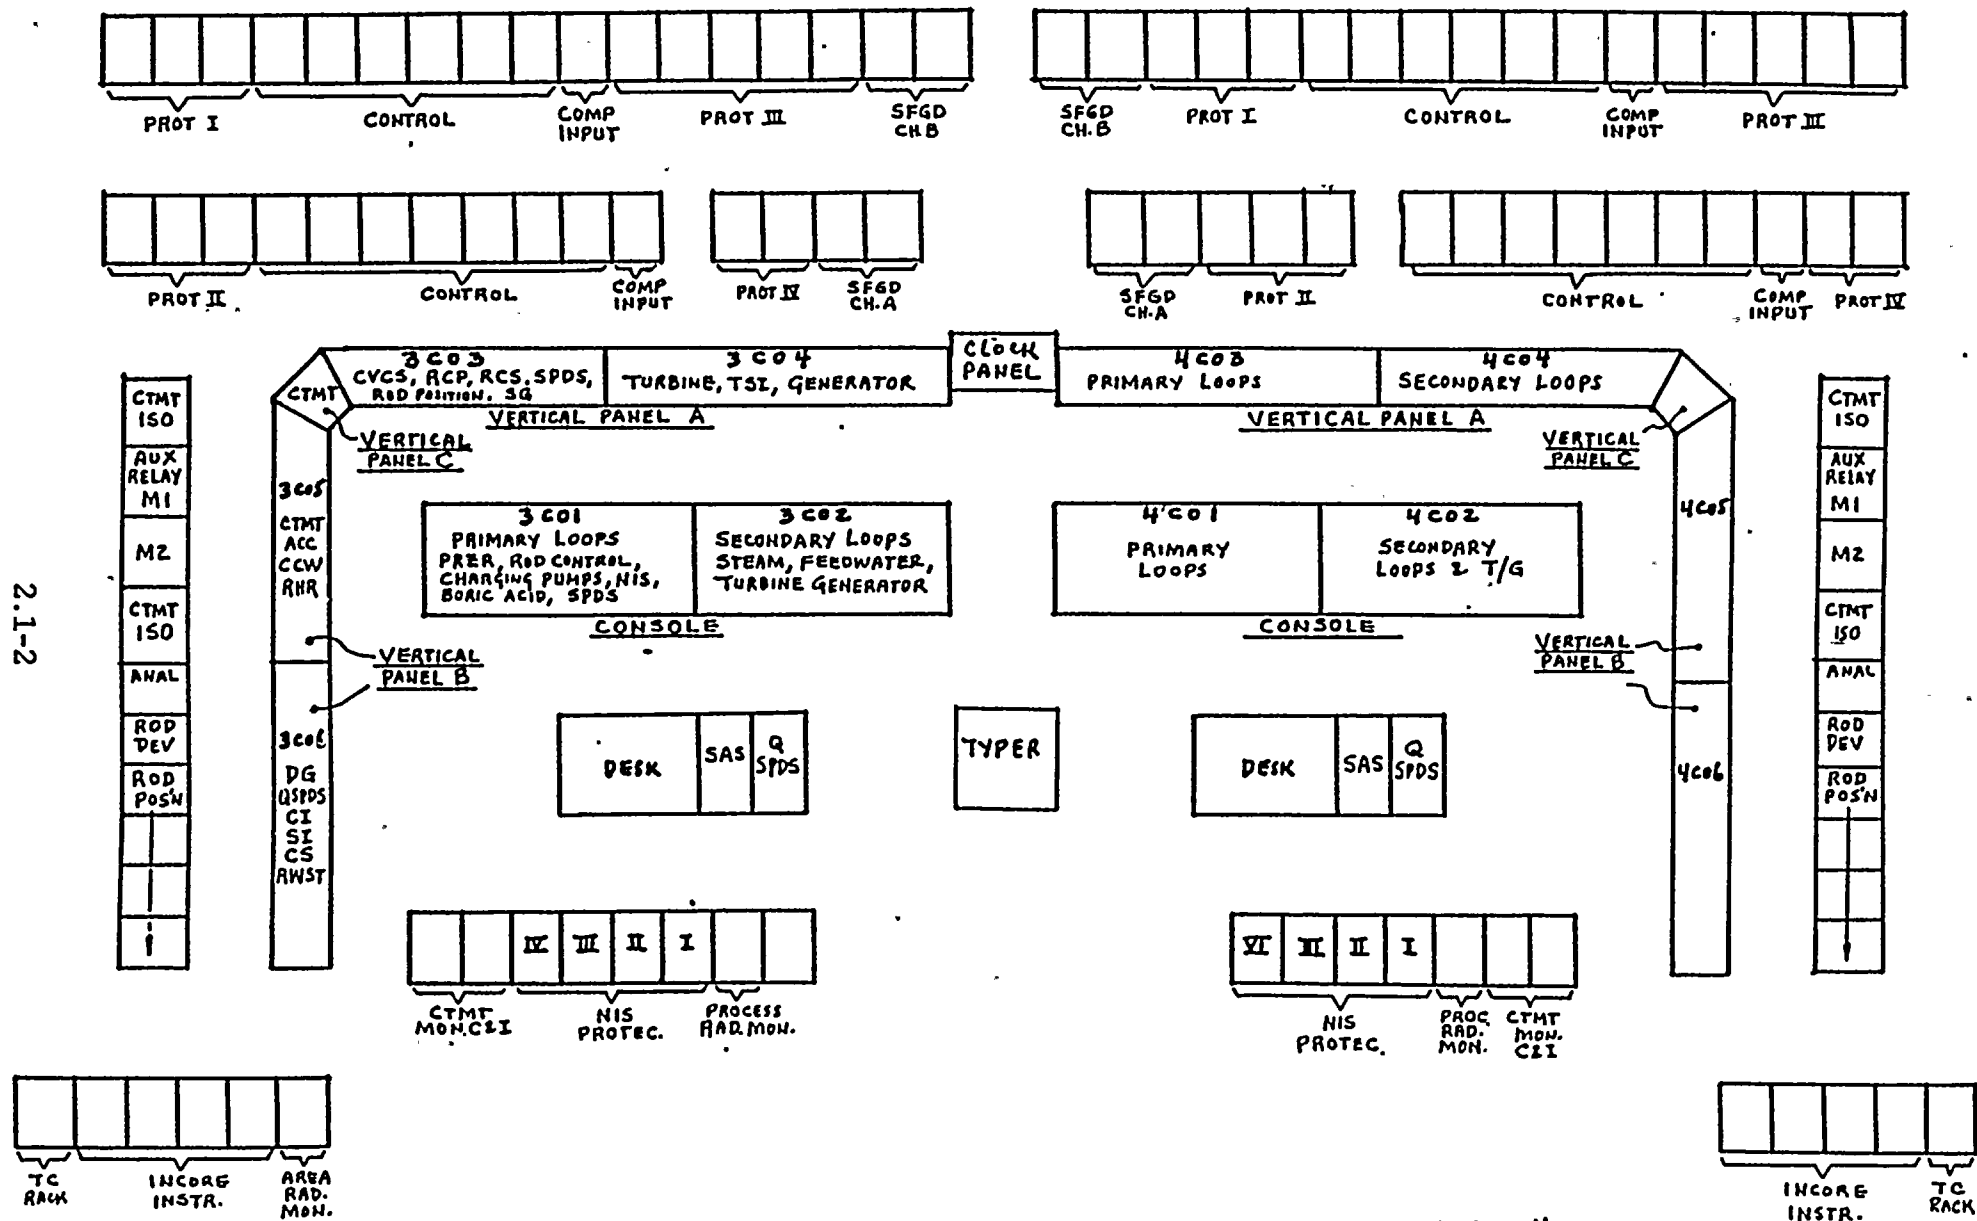 PROT I
CONTROL
COMP
INPUT
PROT III
SFGD
CH.B
SFGD
CH.B
PROT I
CONTROL
COMP
INPUT
PROT III
PROT II
CONTROL
COMP
INPUT
PROT IV
SFGD
CH.A
SFGD
CH.A
PROT II
CONTROL
COMP
INPUT
PROT IV
CTMT
3C03
CVCS, RCP, RCS, SPDS,
ROD POSITION. SG
3C04
TURBINE, TSI, GENERATOR
VERTICAL PANEL A
CLOCK
PANEL
4C03
PRIMARY LOOPS
4C04
SECONDARY LOOPS
VERTICAL PANEL A
VERTICAL
PANEL C
VERTICAL
PANEL C
CTMT
ISO
AUX
RELAY
M1
M2
CTMT
ISO
ANAL
ROD
DEV
ROD
POS'N
3C05
CTMT
ACC
CCW
RHR
VERTICAL
PANEL B
3C06
DG
QSPDS
CI
SI
CS
RWST
3C01
PRIMARY LOOPS
PRZR, ROD CONTROL,
CHARGING PUMPS, NIS,
BORIC ACID, SPDS
3C02
SECONDARY LOOPS
STEAM, FEEDWATER,
TURBINE GENERATOR
CONSOLE
4C01
PRIMARY
LOOPS
4C02
SECONDARY
LOOPS & T/G
CONSOLE
4C05
VERTICAL
PANEL B
4C06
CTMT
ISO
AUX
RELAY
M1
M2
CTMT
ISO
ANAL
ROD
DEV
ROD
POS'N
2.1-2
DESK
SAS
Q
SPDS
TYPER
DESK
SAS
Q
SPDS
IV III II I
CTMT
MON. C&I
NIS
PROTEC.
PROCESS
RAD. MON.
VI III II I
NIS
PROTEC.
PROC
RAD.
MON.
CTMT
MON.
C&I
TC
RACK
INCORE
INSTR.
AREA
RAD.
MON.
INCORE
INSTR.
TC
RACK